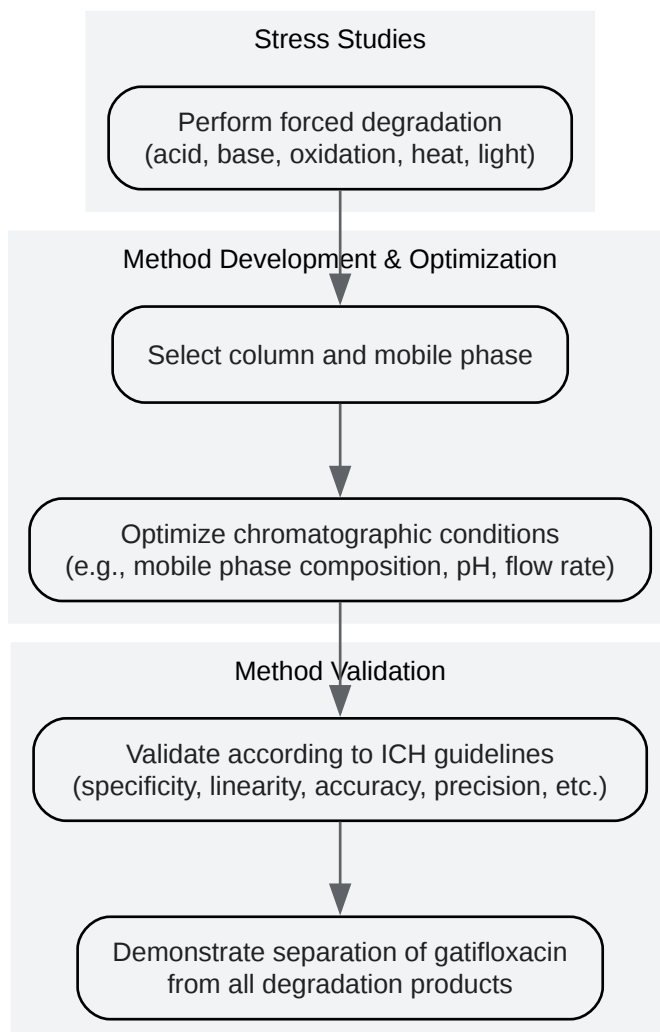 Stress Studies
Perform forced degradation
(acid, base, oxidation, heat, light)
Method Development & Optimization
Select column and mobile phase
Optimize chromatographic conditions
(e.g., mobile phase composition, pH, flow rate)
Method Validation
Validate according to ICH guidelines
(specificity, linearity, accuracy, precision, etc.)
Demonstrate separation of gatifloxacin
from all degradation products